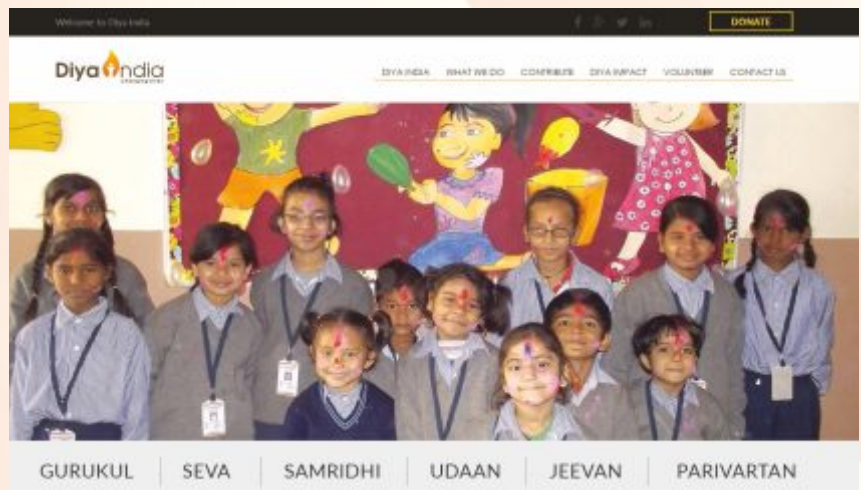 Welcome to Diya India
DONATE
Diya India
DIYA INDIA WHAT WE DO CONTRIBUTE DIYA IMPACT VOLUNTEER CONTACT US
GURUKUL SEVA SAMRIDHI UDAAN JEEVAN PARIVARTAN